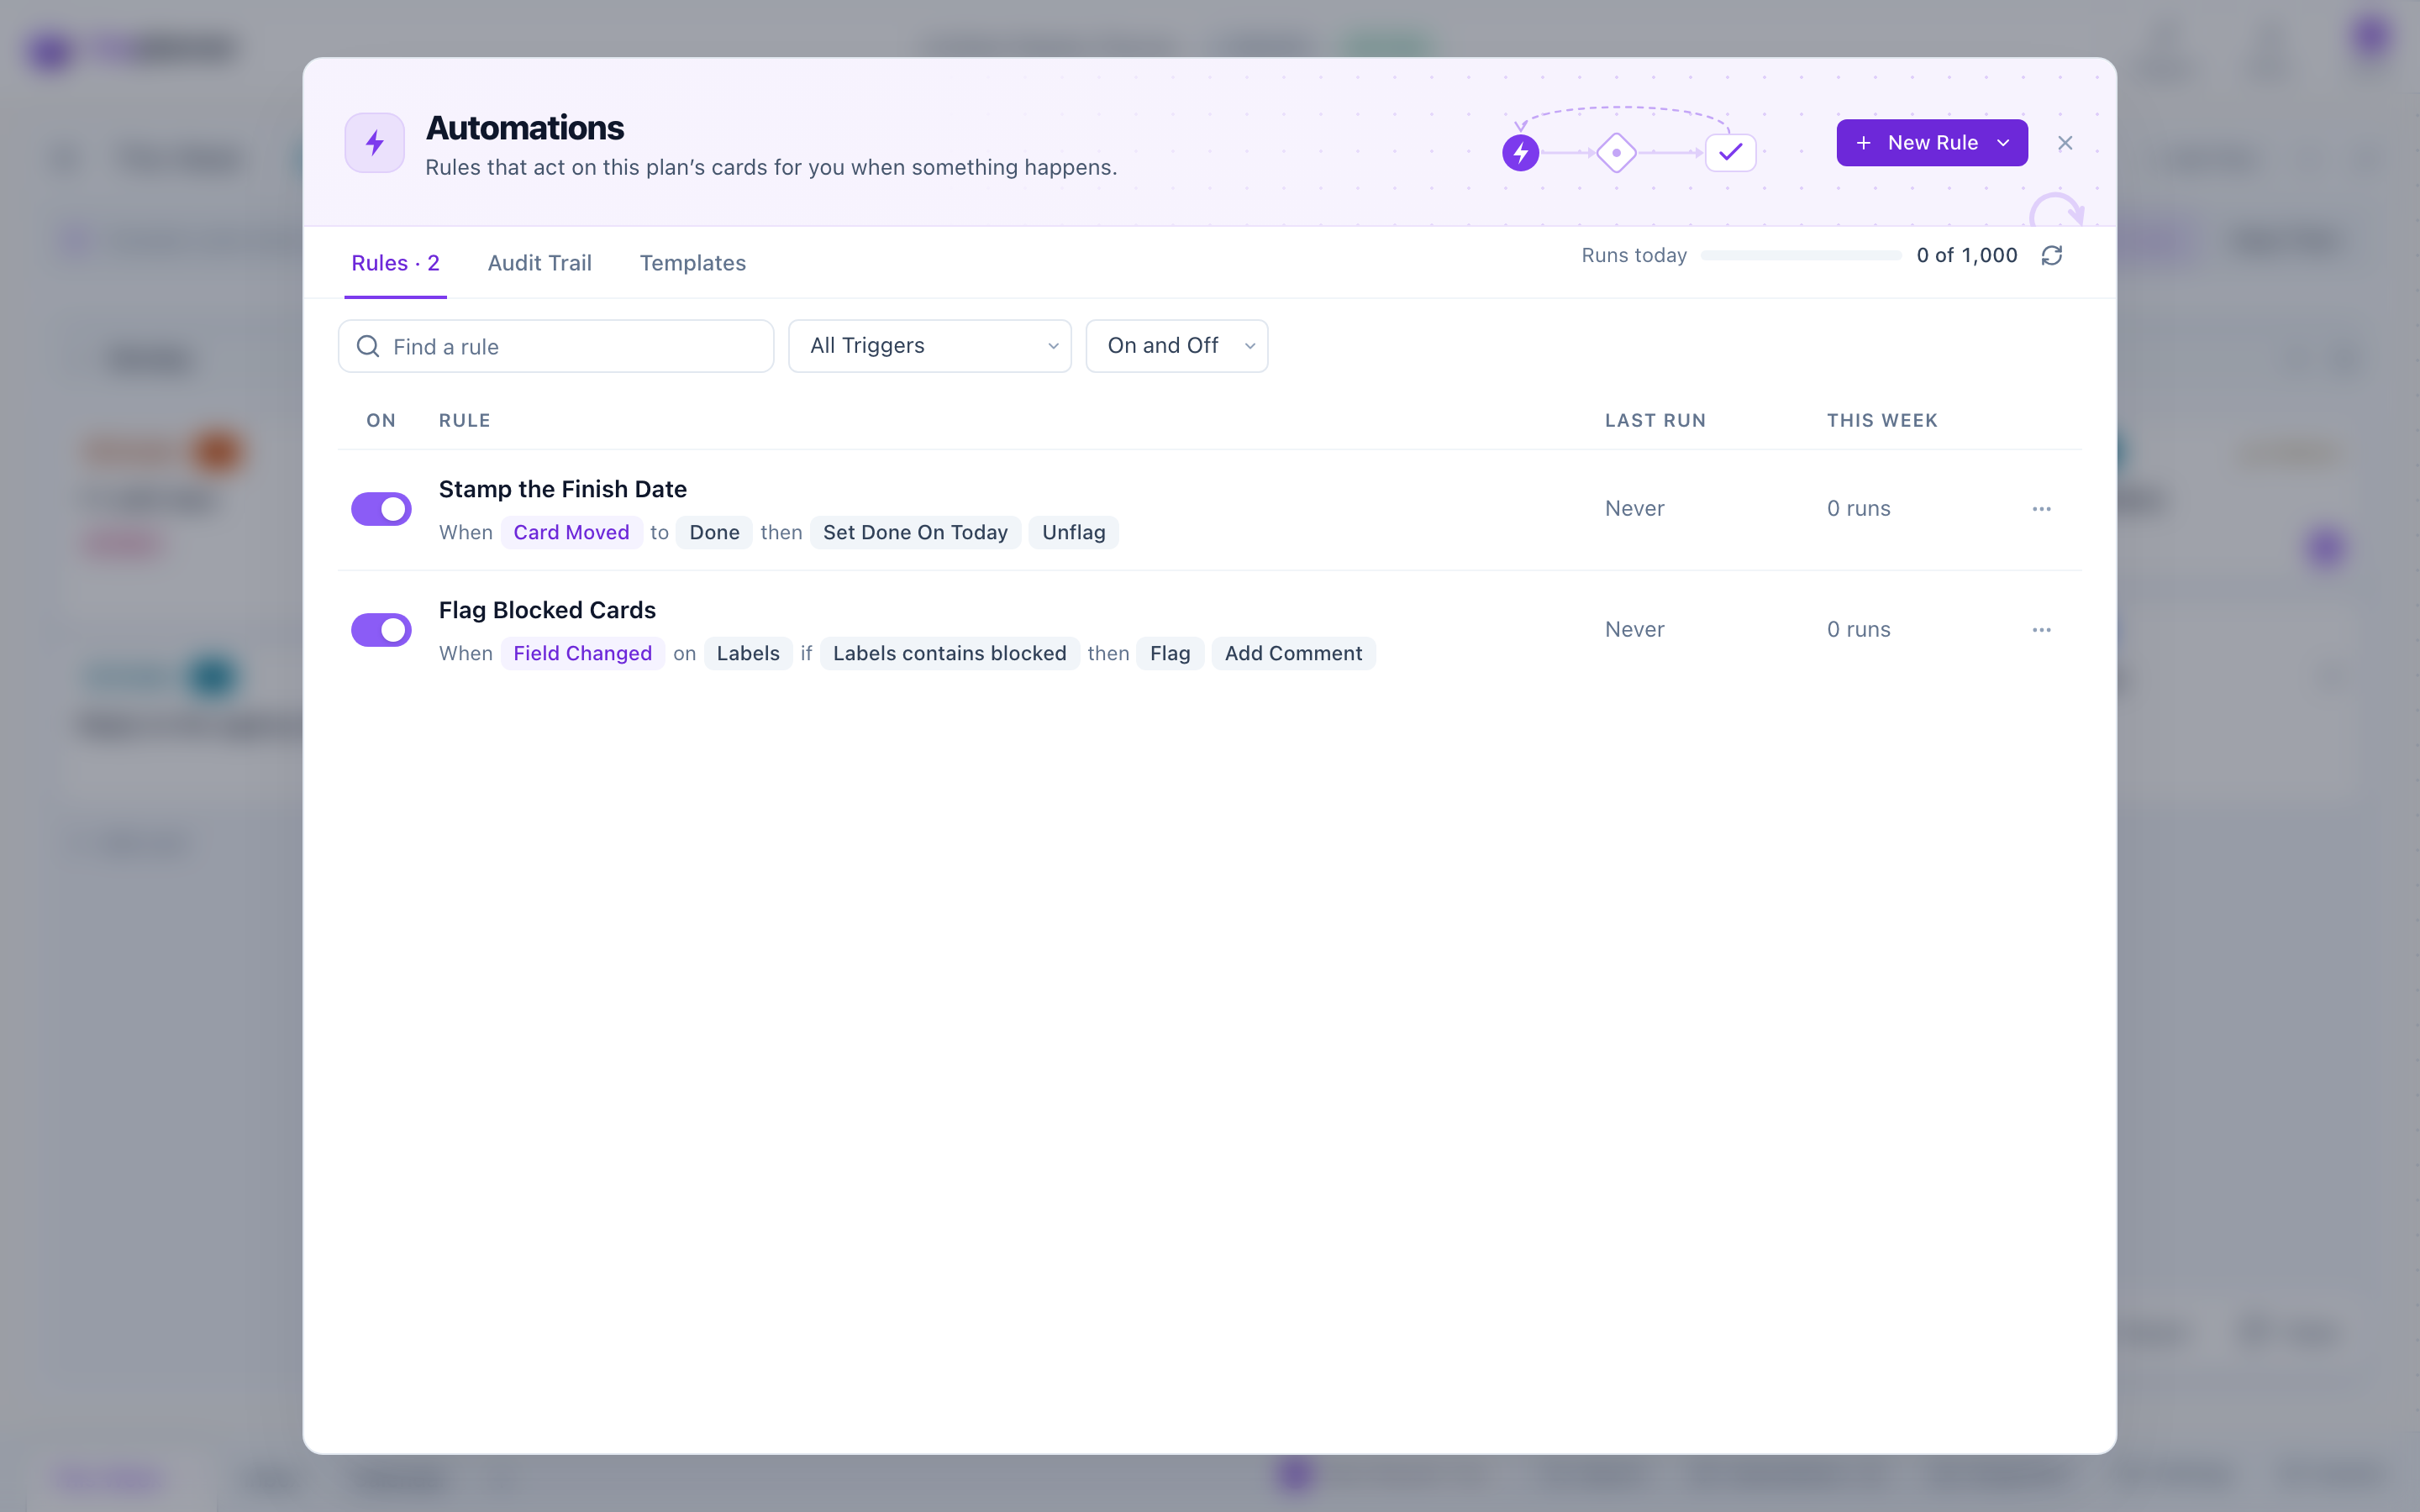 Automations
Rules that act on this plan’s cards for you when something happens.
New Rule
Rules · 2
Audit Trail
Templates
Runs today
0 of 1,000
Find a rule
All Triggers
On and Off
ON
RULE
LAST RUN
THIS WEEK
Stamp the Finish Date
When Card Moved to Done then Set Done On Today Unflag
Never
0 runs
Flag Blocked Cards
When Field Changed on Labels if Labels contains blocked then Flag Add Comment
Never
0 runs